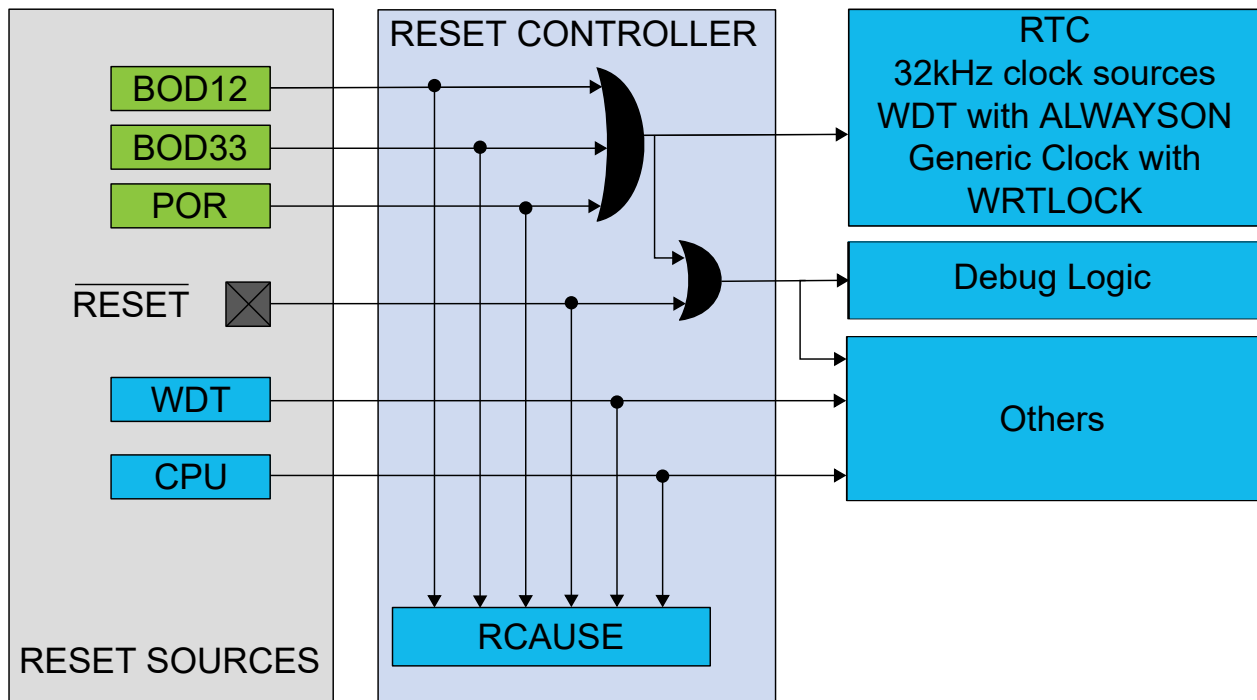 RESET CONTROLLER
BOD12
BOD33
POR
RESET
WDT
CPU
RCAUSE
RESET SOURCES
RTC
32kHz clock sources
WDT with ALWAYSON
Generic Clock with
WRTLOCK
Debug Logic
Others